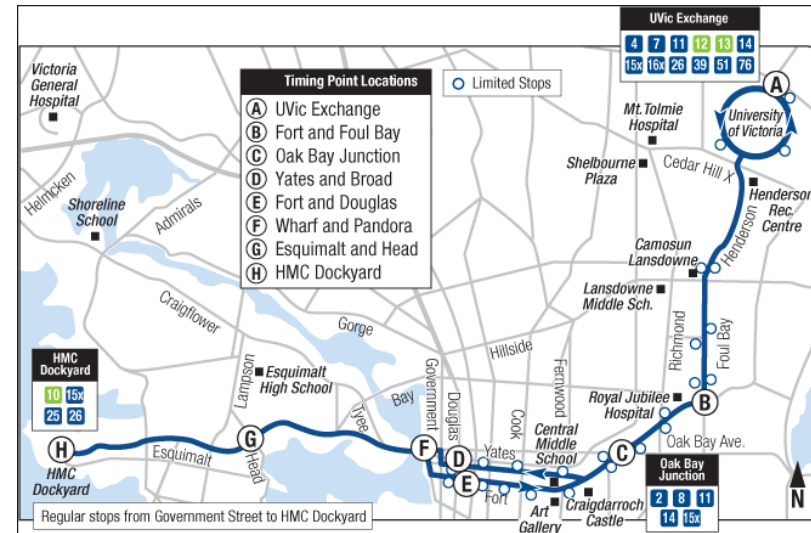 UVic Exchange
4 7 11 12 13 14
15x 16x 26 39 51 76
Victoria
General
Hospital
Timing Point Locations
A UVic Exchange
B Fort and Foul Bay
C Oak Bay Junction
D Yates and Broad
E Fort and Douglas
F Wharf and Pandora
G Esquimalt and Head
H HMC Dockyard
Limited Stops
A
University
of Victoria
Mt.Tolmie
Hospital
Shelbourne
Plaza
Cedar Hill X
Henderson
Rec.
Centre
Helmcken
Shoreline
School
Admirals
Henderson
Camosun
Lansdowne
Lansdowne
Middle Sch.
Craigflower
Gorge
Hillside
Richmond
Foul Bay
HMC
Dockyard
10 15x
25 26
Lampson
Esquimalt
High School
Tyee
Bay
Government
Douglas
Cook
Fernwood
Royal Jubilee
Hospital
B
Central
Middle
School
Oak Bay Ave.
H
HMC
Dockyard
Esquimalt
G
Head
F
D
Yates
C
E
Fort
Art
Gallery
Craigdarroch
Castle
Oak Bay
Junction
2 8 11
14 15x
N
Regular stops from Government Street to HMC Dockyard